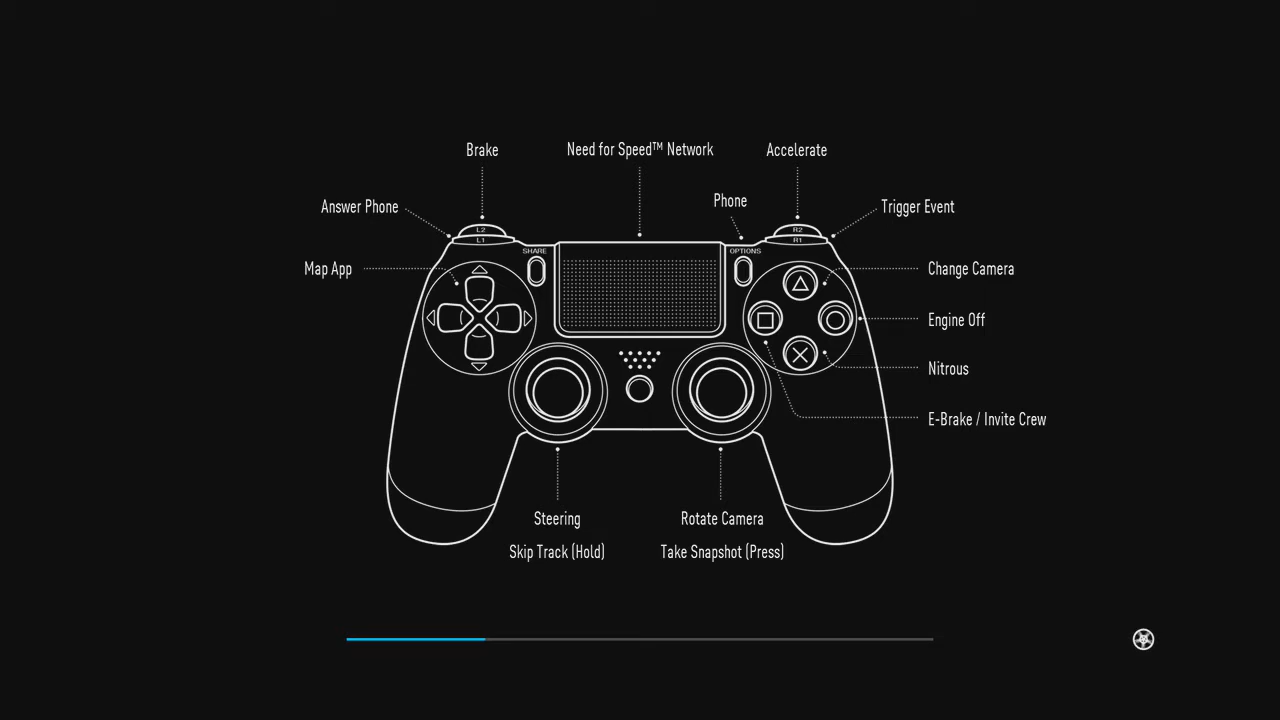 Brake
Need for Speed™ Network
Accelerate
Phone
Answer Phone
Trigger Event
L2
L1
R2
R1
SHARE
OPTIONS
Map App
Change Camera
Engine Off
Nitrous
E-Brake / Invite Crew
Steering
Rotate Camera
Skip Track (Hold)
Take Snapshot (Press)